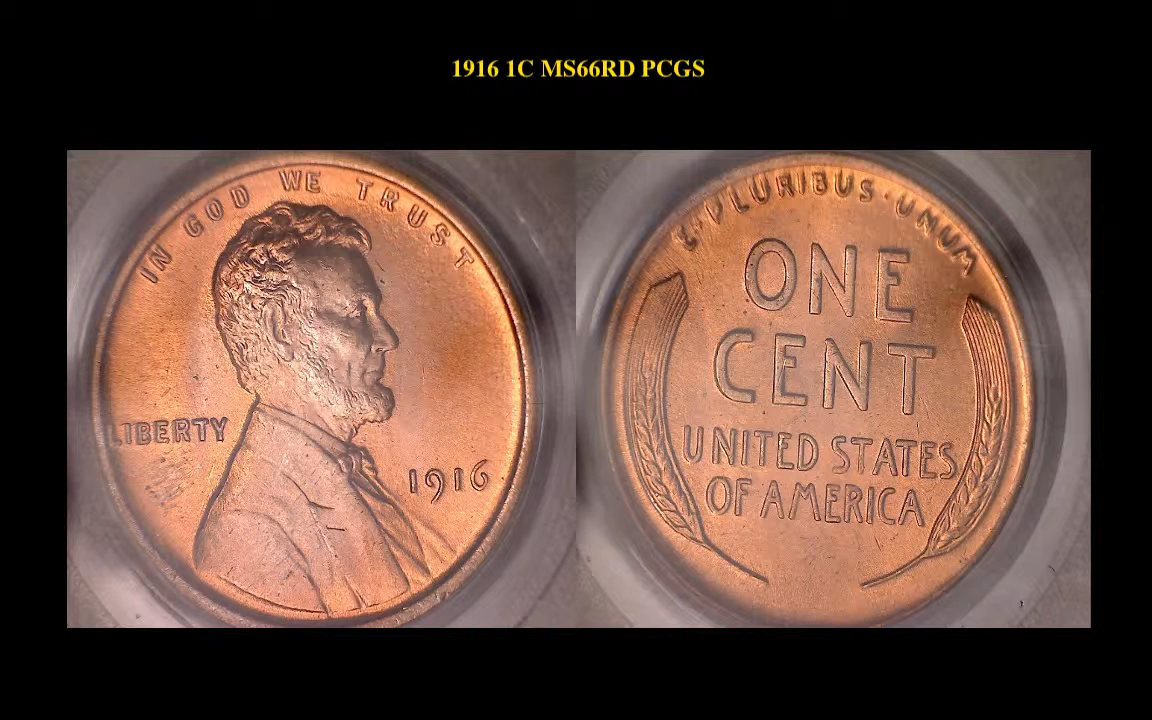 1916 1C MS66RD PCGS
IN GOD WE TRUST
LIBERTY
1916
E·PLURIBUS·UNUM
ONE
CENT
UNITED STATES
OF AMERICA